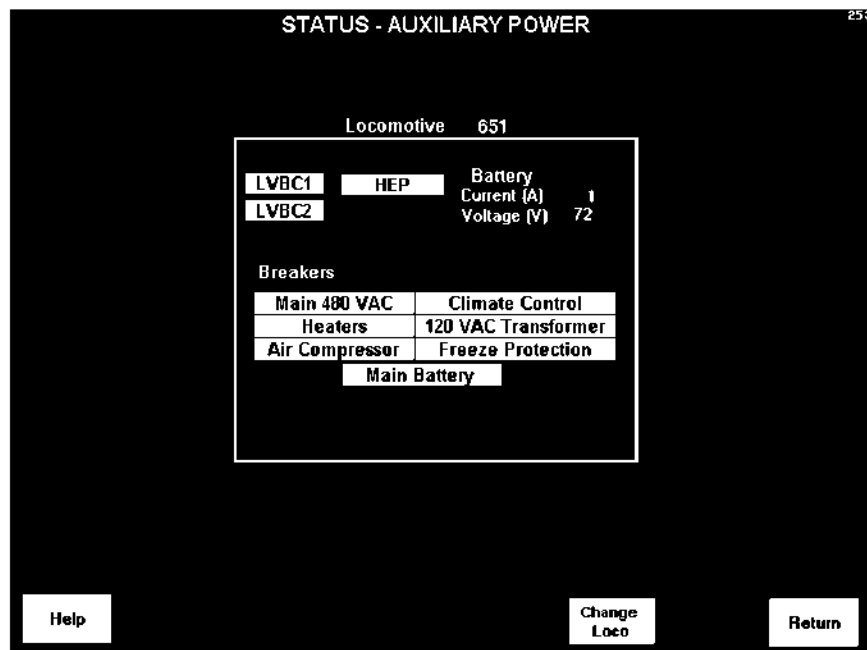 253
STATUS - AUXILIARY POWER
Locomotive 651
LVBC1 HEP Battery
Current (A) 1
LVBC2 Voltage (V) 72
Breakers
Main 480 VAC Climate Control
Heaters 120 VAC Transformer
Air Compressor Freeze Protection
Main Battery
Help Change Loco Return